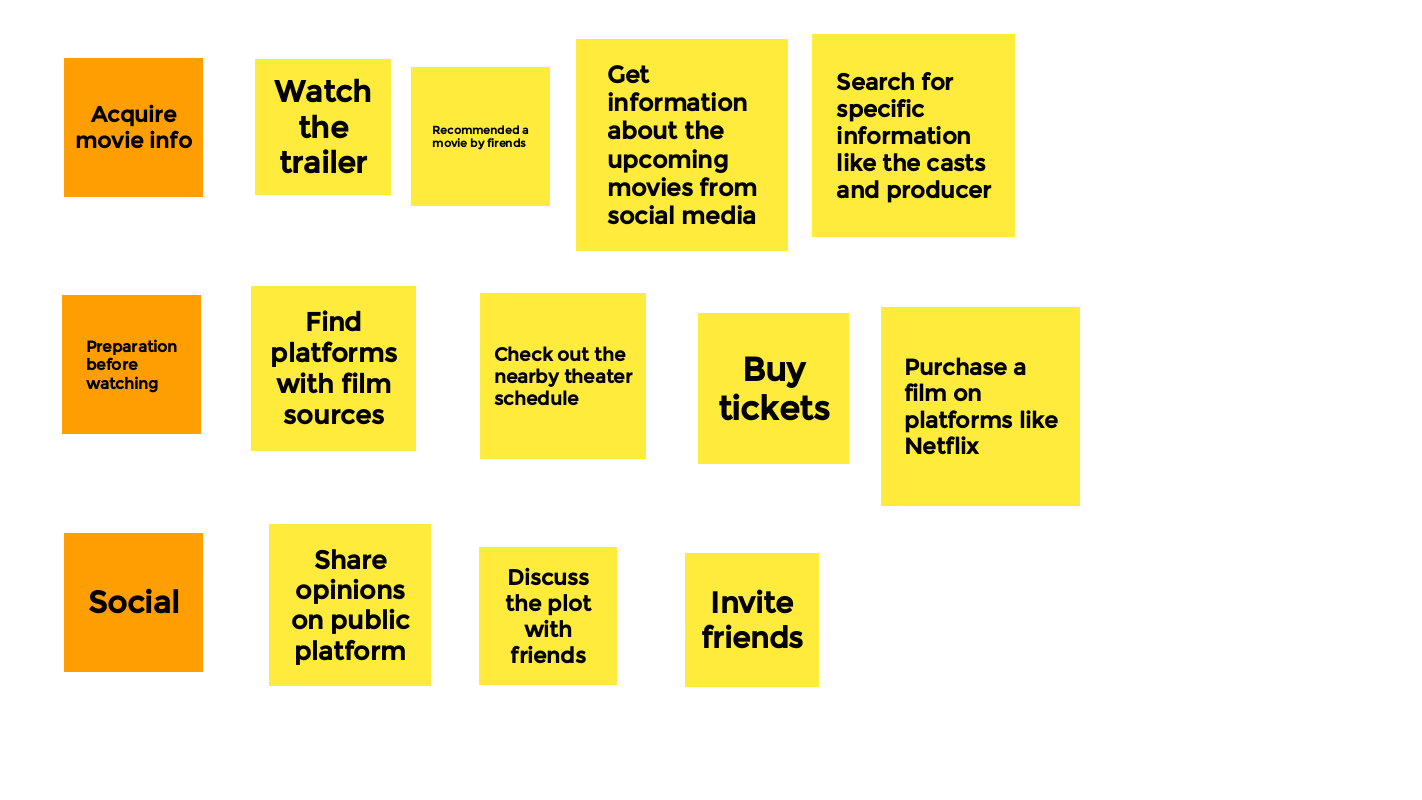 Acquire
movie info
Watch
the
trailer
Recommended a
movie by firends
Get
information
about the
upcoming
movies from
social media
Search for
specific
information
like the casts
and producer
Preparation
before
watching
Find
platforms
with film
sources
Check out the
nearby theater
schedule
Buy
tickets
Purchase a
film on
platforms like
Netflix
Social
Share
opinions
on public
platform
Discuss
the plot
with
friends
Invite
friends